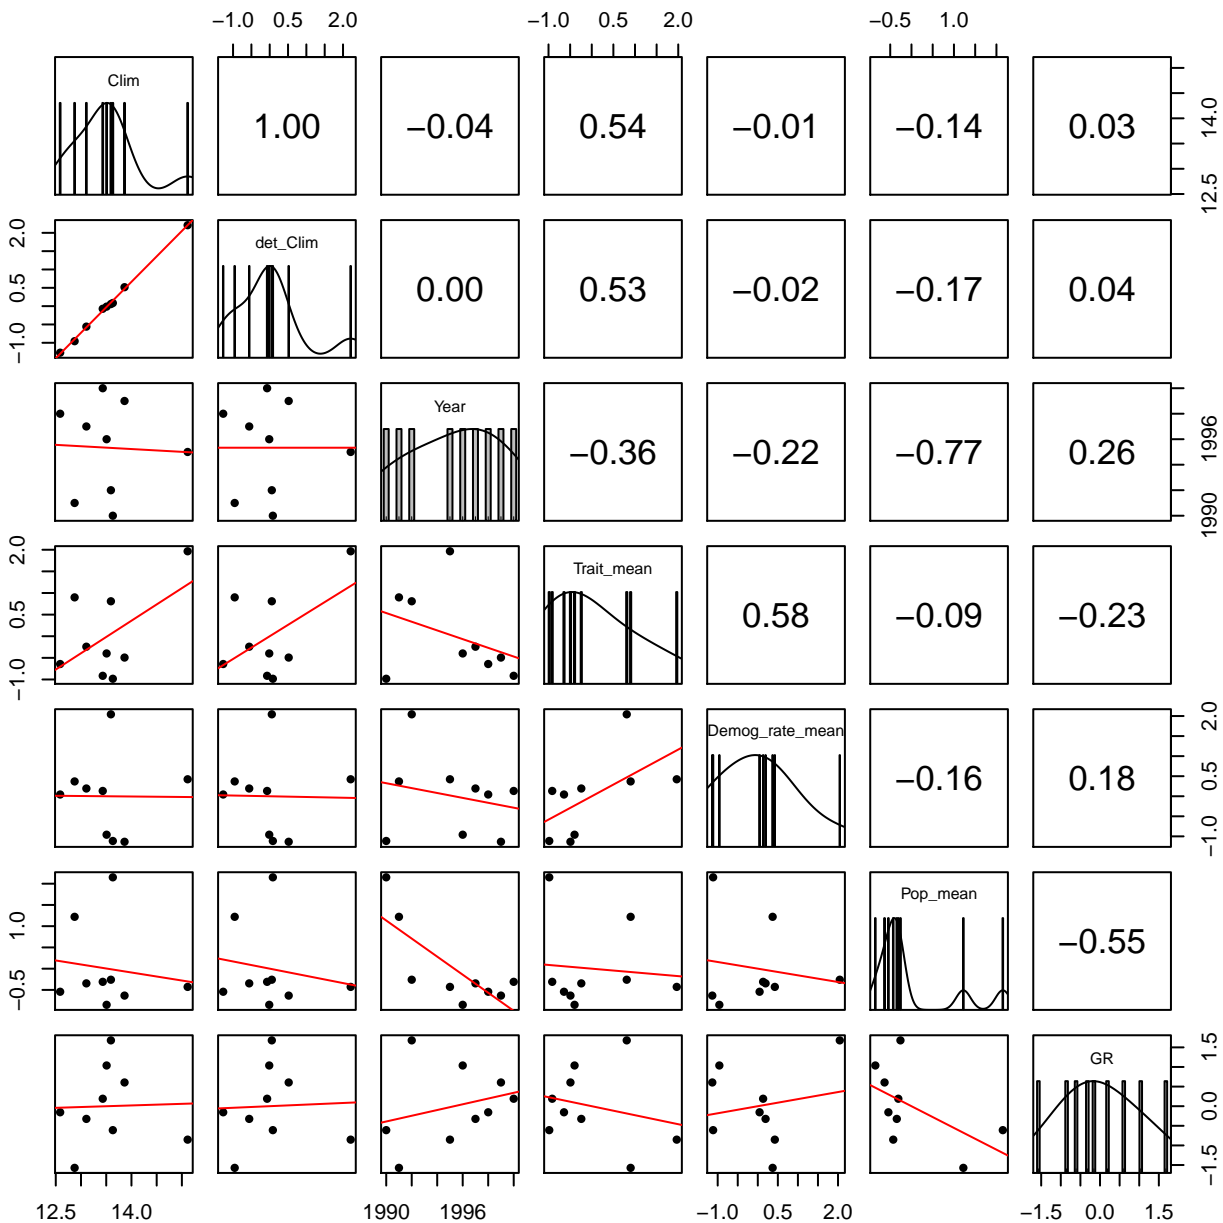 −1.0 0.5 2.0 −1.0 0.5 2.0 −0.5 1.0
Clim 1.00 −0.04 0.54 −0.01 −0.14 0.03 12.5 14.0
−1.0 0.5 2.0 det_Clim 0.00 0.53 −0.02 −0.17 0.04
Year −0.36 −0.22 −0.77 0.26 1990 1996
−1.0 0.5 2.0 Trait_mean 0.58 −0.09 −0.23
Demog_rate_mean −0.16 0.18 −1.0 0.5 2.0
−0.5 1.0 Pop_mean −0.55
GR −1.5 0.0 1.5
12.5 14.0 1990 1996 −1.0 0.5 2.0 −1.5 0.0 1.5